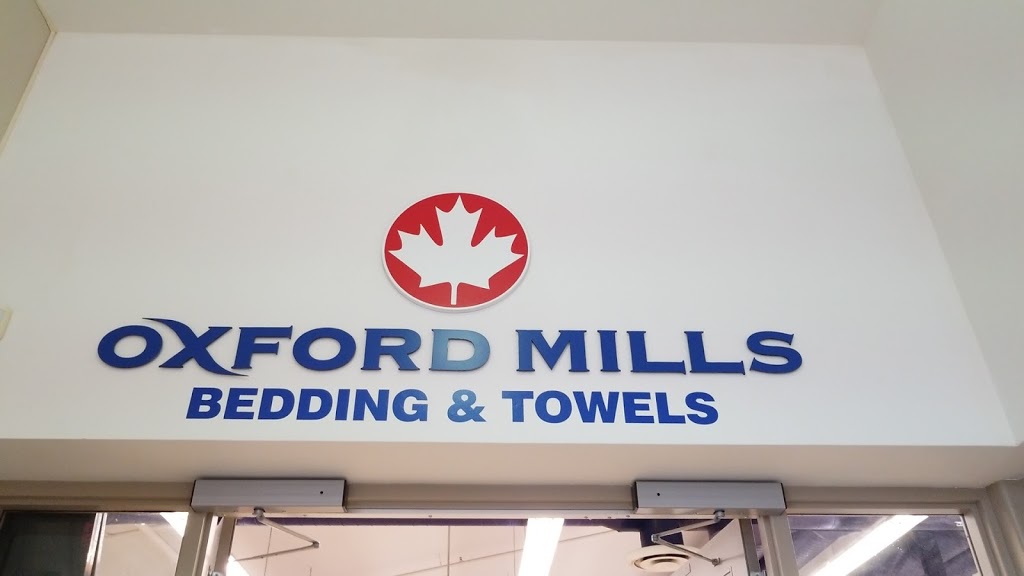 OXFORD MILLS
BEDDING & TOWELS